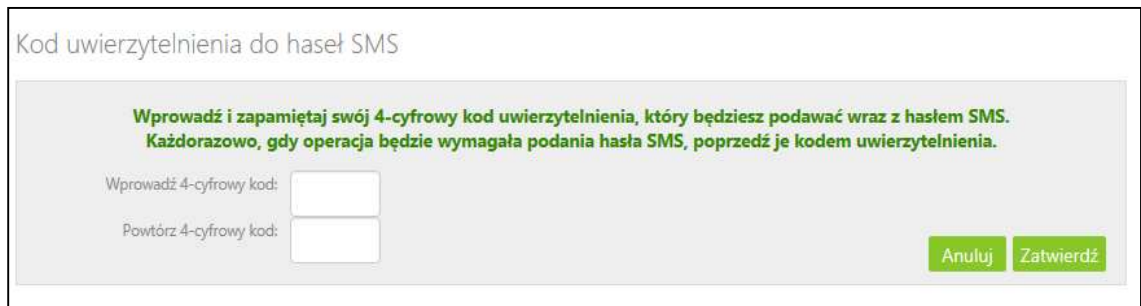 Kod uwierzytelnienia do haseł SMS
Wprowadź i zapamiętaj swój 4-cyfrowy kod uwierzytelnienia, który będziesz podawać wraz z hasłem SMS.
Każdorazowo, gdy operacja będzie wymagała podania hasła SMS, poprzedź je kodem uwierzytelnienia.
Wprowadź 4-cyfrowy kod:
Powtórz 4-cyfrowy kod:
Anuluj Zatwierdź